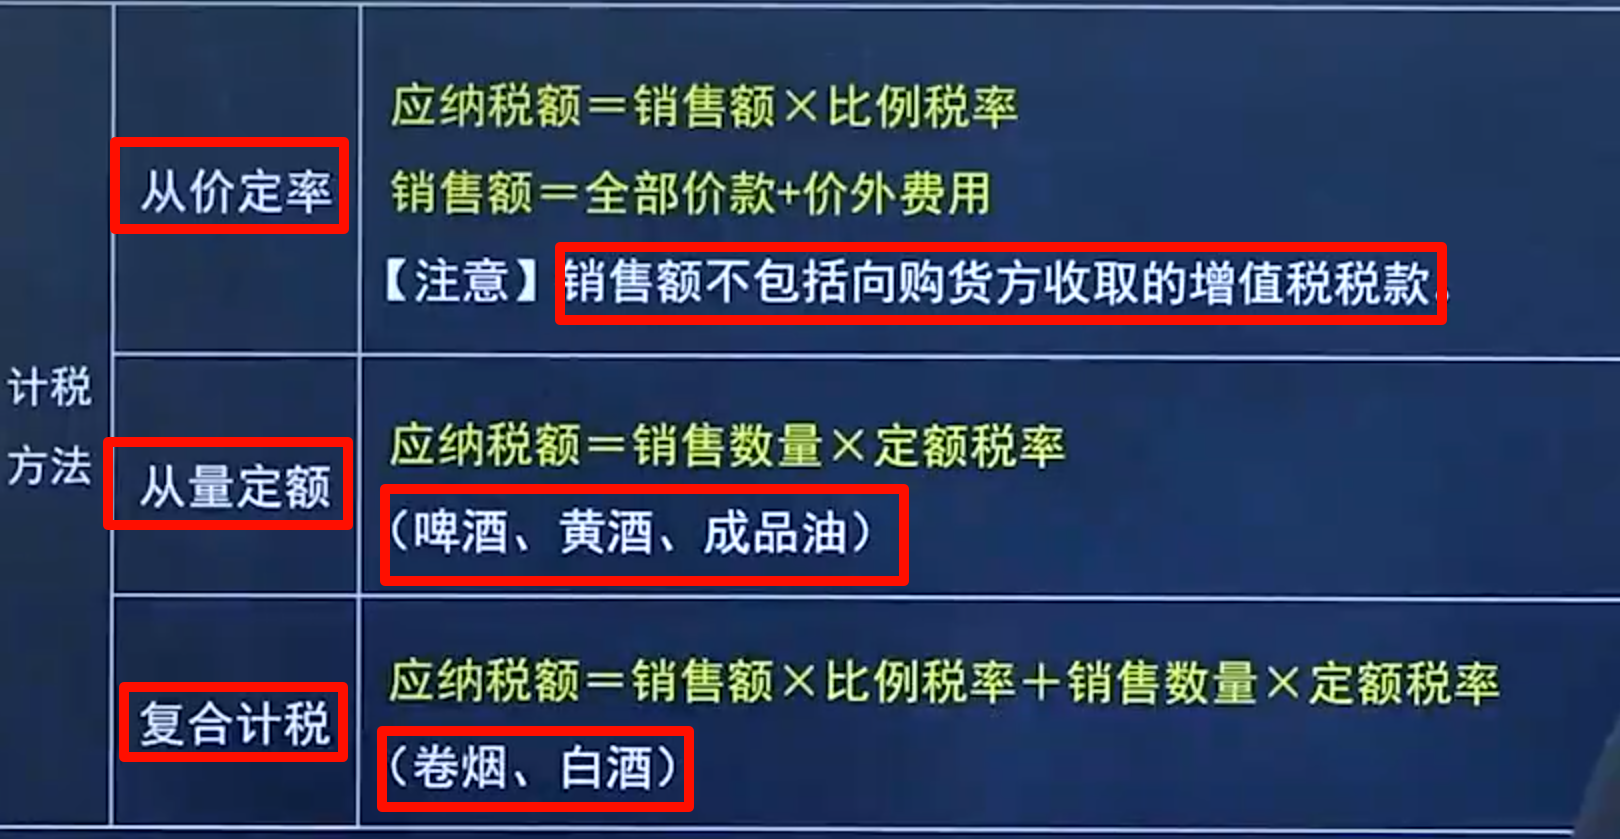 计税
方法
从价定率
应纳税额＝销售额×比例税率
销售额＝全部价款+价外费用
【注意】销售额不包括向购货方收取的增值税税款。
从量定额
应纳税额＝销售数量×定额税率
（啤酒、黄酒、成品油）
复合计税
应纳税额＝销售额×比例税率＋销售数量×定额税率
（卷烟、白酒）